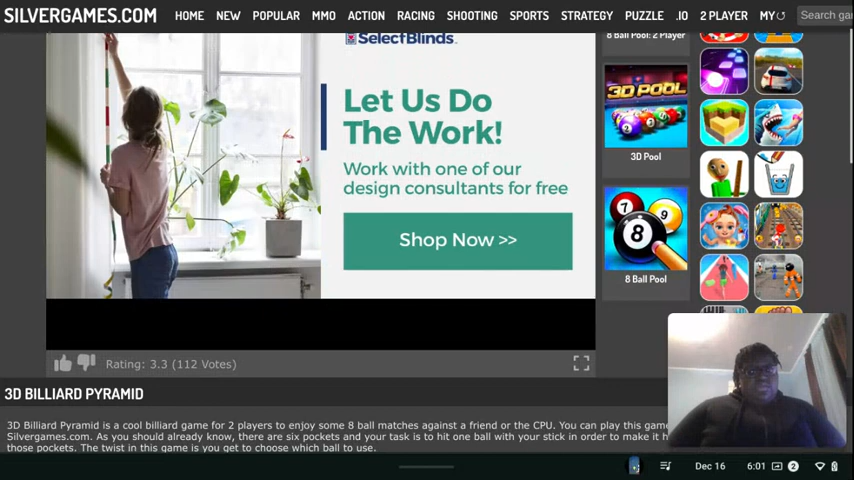 SILVERGAMES.COM HOME NEW POPULAR MMO ACTION RACING SHOOTING SPORTS STRATEGY PUZZLE .IO 2 PLAYER MY Search gam
8 Ball Pool: 2 Player
SelectBlinds
Let Us Do
The Work!
Work with one of our
design consultants for free
Shop Now >>
3D POOL
3D Pool
7 9
8
8 Ball Pool
Rating: 3.3 (112 Votes)
3D BILLIARD PYRAMID
3D Billiard Pyramid is a cool billiard game for 2 players to enjoy some 8 ball matches against a friend or the CPU. You can play this game
Silvergames.com. As you should already know, there are six pockets and your task is to hit one ball with your stick in order to make it h
those pockets. The twist in this game is you get to choose which ball to use.
Dec 16 6:01 2